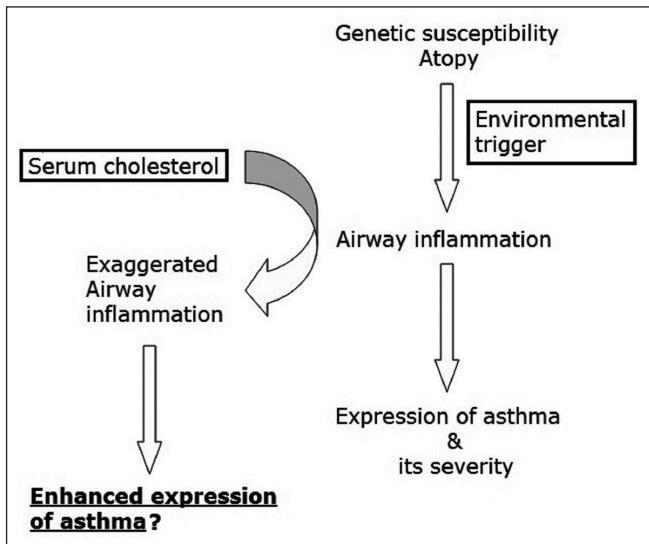 Genetic susceptibility
Atopy
Environmental
trigger
Serum cholesterol
Airway inflammation
Exaggerated
Airway
inflammation
Expression of asthma
&
its severity
Enhanced expression
of asthma?